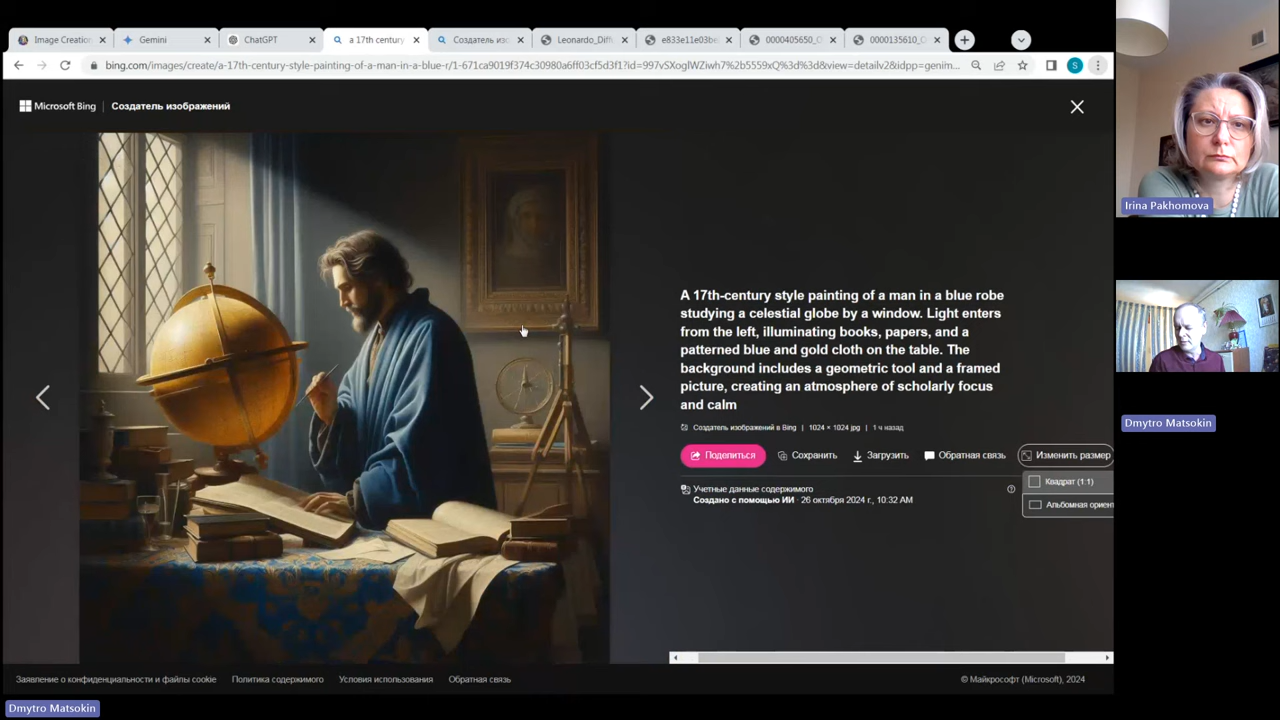 Image Creation
Gemini
ChatGPT
a 17th century
Создатель изо
Leonardo_Diff
e833e11e03be
0000405650_0
0000135610_0
bing.com/images/create/a-17th-century-style-painting-of-a-man-in-a-blue-r/1-671ca9019f374c30980a6ff03cf5d3f1?id=997vSXoglWZiwh7%2b5559xQ%3d%3d&view=detailv2&idpp=genim...
S
Microsoft Bing
Создатель изображений
A 17th-century style painting of a man in a blue robe
studying a celestial globe by a window. Light enters
from the left, illuminating books, papers, and a
patterned blue and gold cloth on the table. The
background includes a geometric tool and a framed
picture, creating an atmosphere of scholarly focus
and calm
Создатель изображений в Bing | 1024 × 1024 jpg | 1 ч назад
Поделиться
Сохранить
Загрузить
Обратная связь
Изменить размер
Квадрат (1:1)
Альбомная ориен
Учетные данные содержимого
Создано с помощью ИИ · 26 октября 2024 г., 10:32 AM
Заявление о конфиденциальности и файлы cookie
Политика содержимого
Условия использования
Обратная связь
© Майкрософт (Microsoft), 2024
Irina Pakhomova
Dmytro Matsokin
Dmytro Matsokin